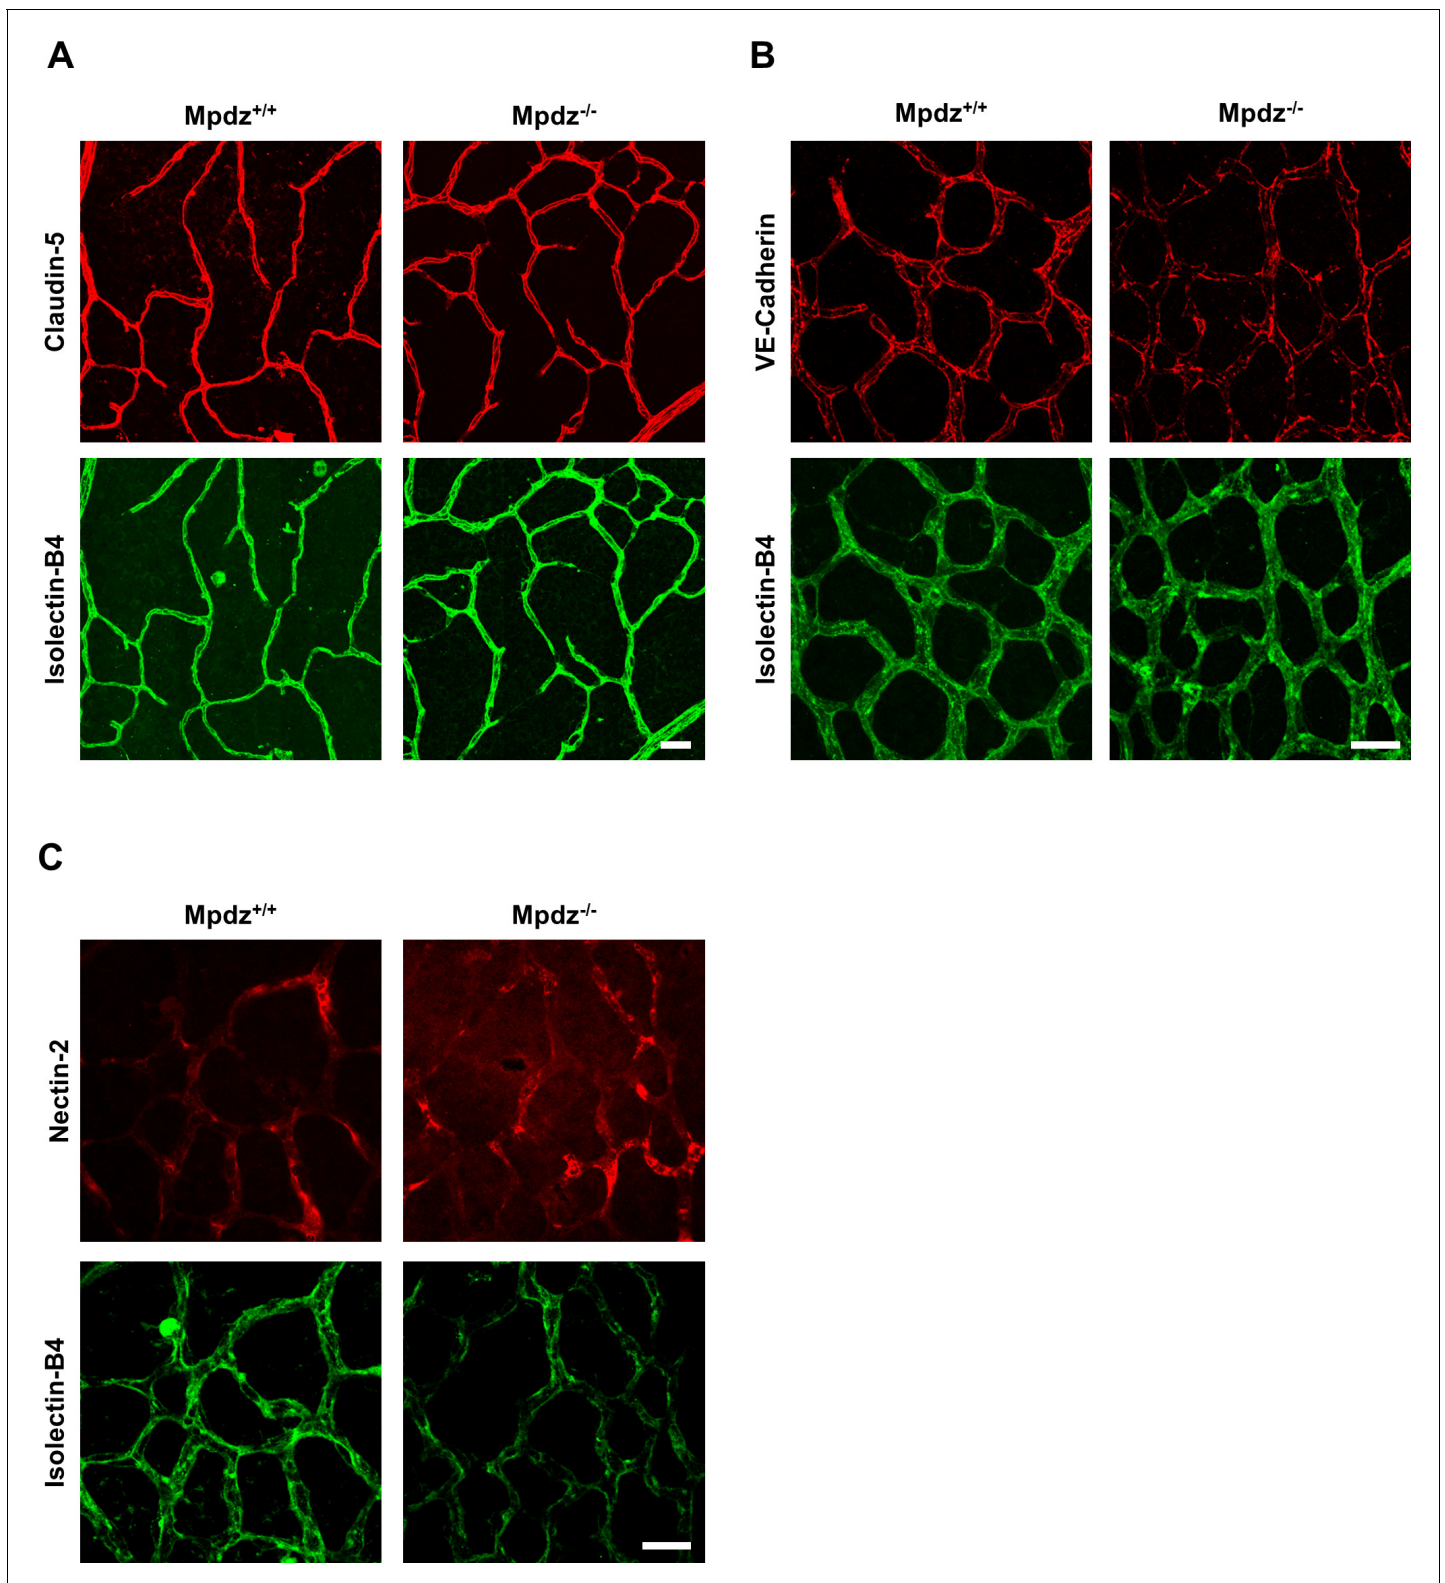 A
B
Mpdz+/+
Mpdz-/-
Mpdz+/+
Mpdz-/-
Claudin-5
VE-Cadherin
Isolectin-B4
Isolectin-B4
C
Mpdz+/+
Mpdz-/-
Nectin-2
Isolectin-B4